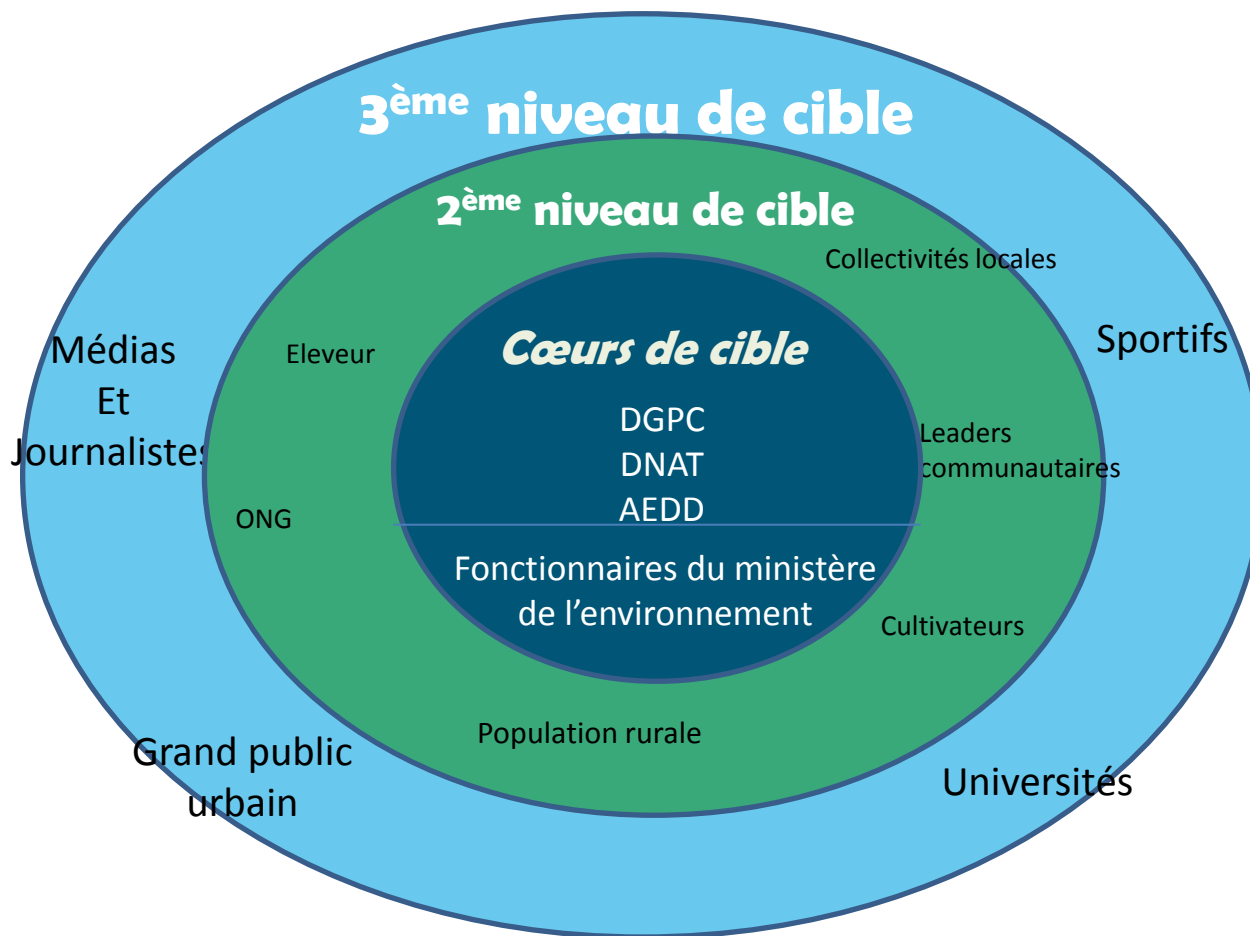 3ème niveau de cible
2ème niveau de cible
Collectivités locales
Cœurs de cible
Médias
Et
Journalistes
Eleveur
Sportifs
DGPC
DNAT
AEDD
Leaders
communautaires
ONG
Fonctionnaires du ministère
de l’environnement
Cultivateurs
Population rurale
Grand public
urbain
Universités